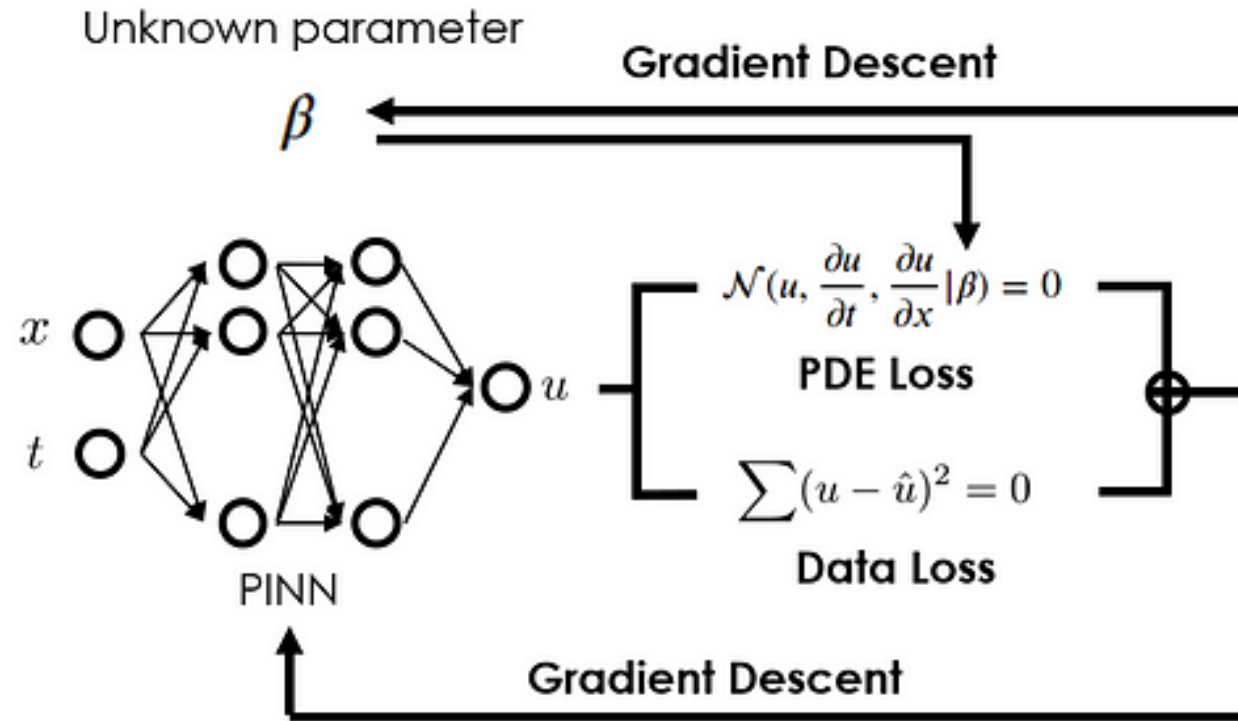 Unknown parameter
Gradient Descent
β
𝒩(u, ∂u/∂t, ∂u/∂x |β) = 0
x
PDE Loss
u
t
∑(u − û)² = 0
Data Loss
PINN
Gradient Descent